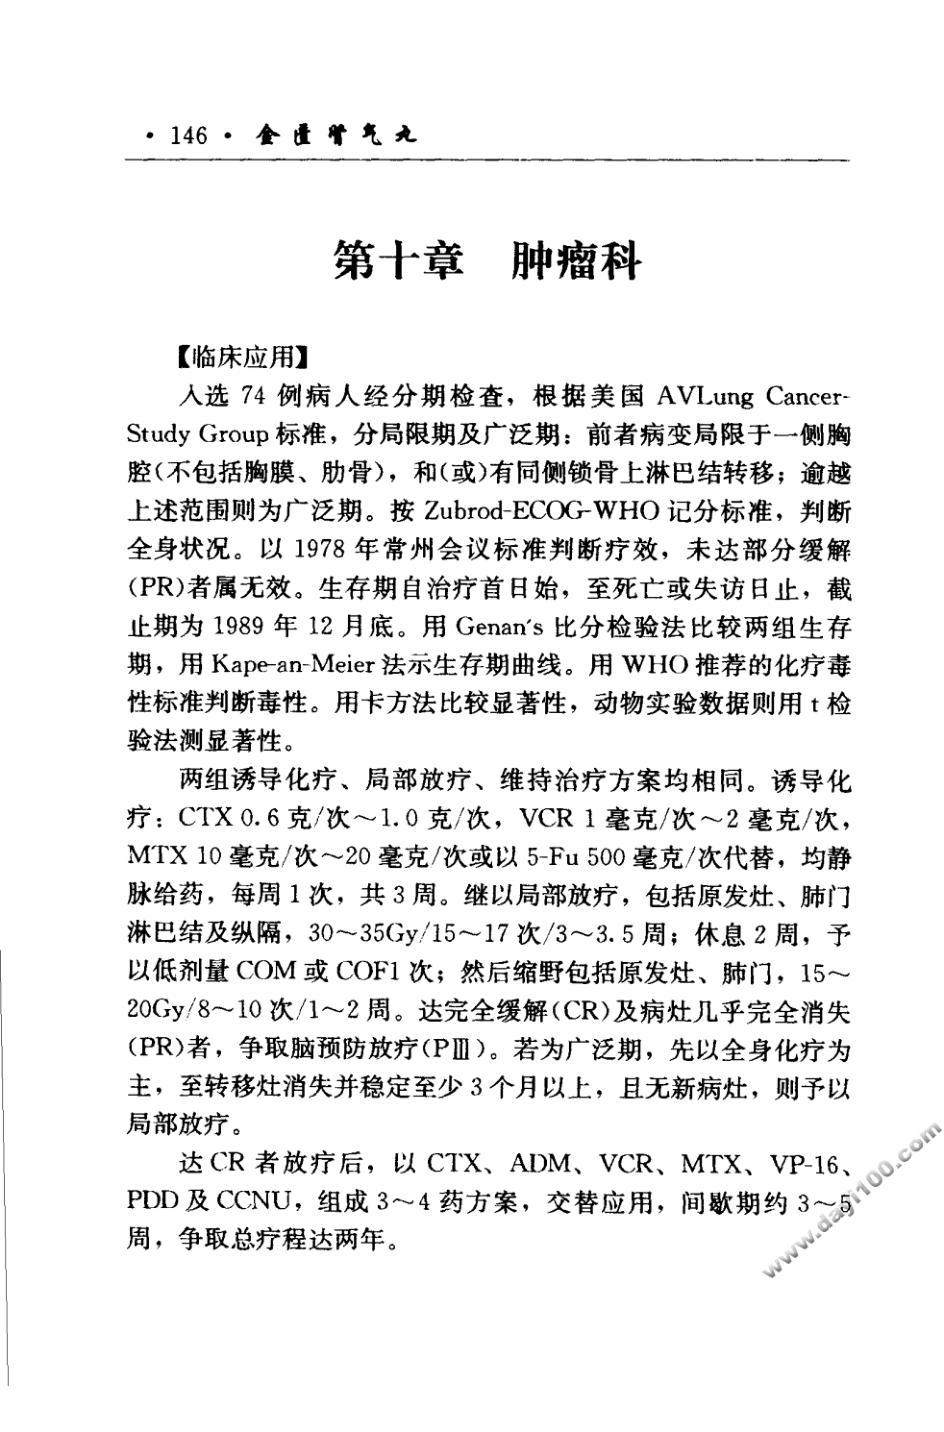 ·146· 金匮肾气丸
第十章 肿瘤科
【临床应用】
入选 74 例病人经分期检查，根据美国 AVLung Cancer-
Study Group 标准，分局限期及广泛期：前者病变局限于一侧胸
腔(不包括胸膜、肋骨)，和(或)有同侧锁骨上淋巴结转移；逾越
上述范围则为广泛期。按 Zubrod-ECOG-WHO 记分标准，判断
全身状况。以 1978 年常州会议标准判断疗效，未达部分缓解
(PR)者属无效。生存期自治疗首日始，至死亡或失访日止，截
止期为 1989 年 12 月底。用 Genan's 比分检验法比较两组生存
期，用 Kape-an-Meier 法示生存期曲线。用 WHO 推荐的化疗毒
性标准判断毒性。用卡方法比较显著性，动物实验数据则用 t 检
验法测显著性。
两组诱导化疗、局部放疗、维持治疗方案均相同。诱导化
疗：CTX 0.6 克/次～1.0 克/次，VCR 1 毫克/次～2 毫克/次，
MTX 10 毫克/次～20 毫克/次或以 5-Fu 500 毫克/次代替，均静
脉给药，每周 1 次，共 3 周。继以局部放疗，包括原发灶、肺门
淋巴结及纵隔，30～35Gy/15～17 次/3～3.5 周；休息 2 周，予
以低剂量 COM 或 COF1 次；然后缩野包括原发灶、肺门，15～
20Gy/8～10 次/1～2 周。达完全缓解(CR)及病灶几乎完全消失
(PR)者，争取脑预防放疗(PⅢ)。若为广泛期，先以全身化疗为
主，至转移灶消失并稳定至少 3 个月以上，且无新病灶，则予以
局部放疗。
达 CR 者放疗后，以 CTX、ADM、VCR、MTX、VP-16、
PDD 及 CCNU，组成 3～4 药方案，交替应用，间歇期约 3～5
周，争取总疗程达两年。
www.dayi100.com